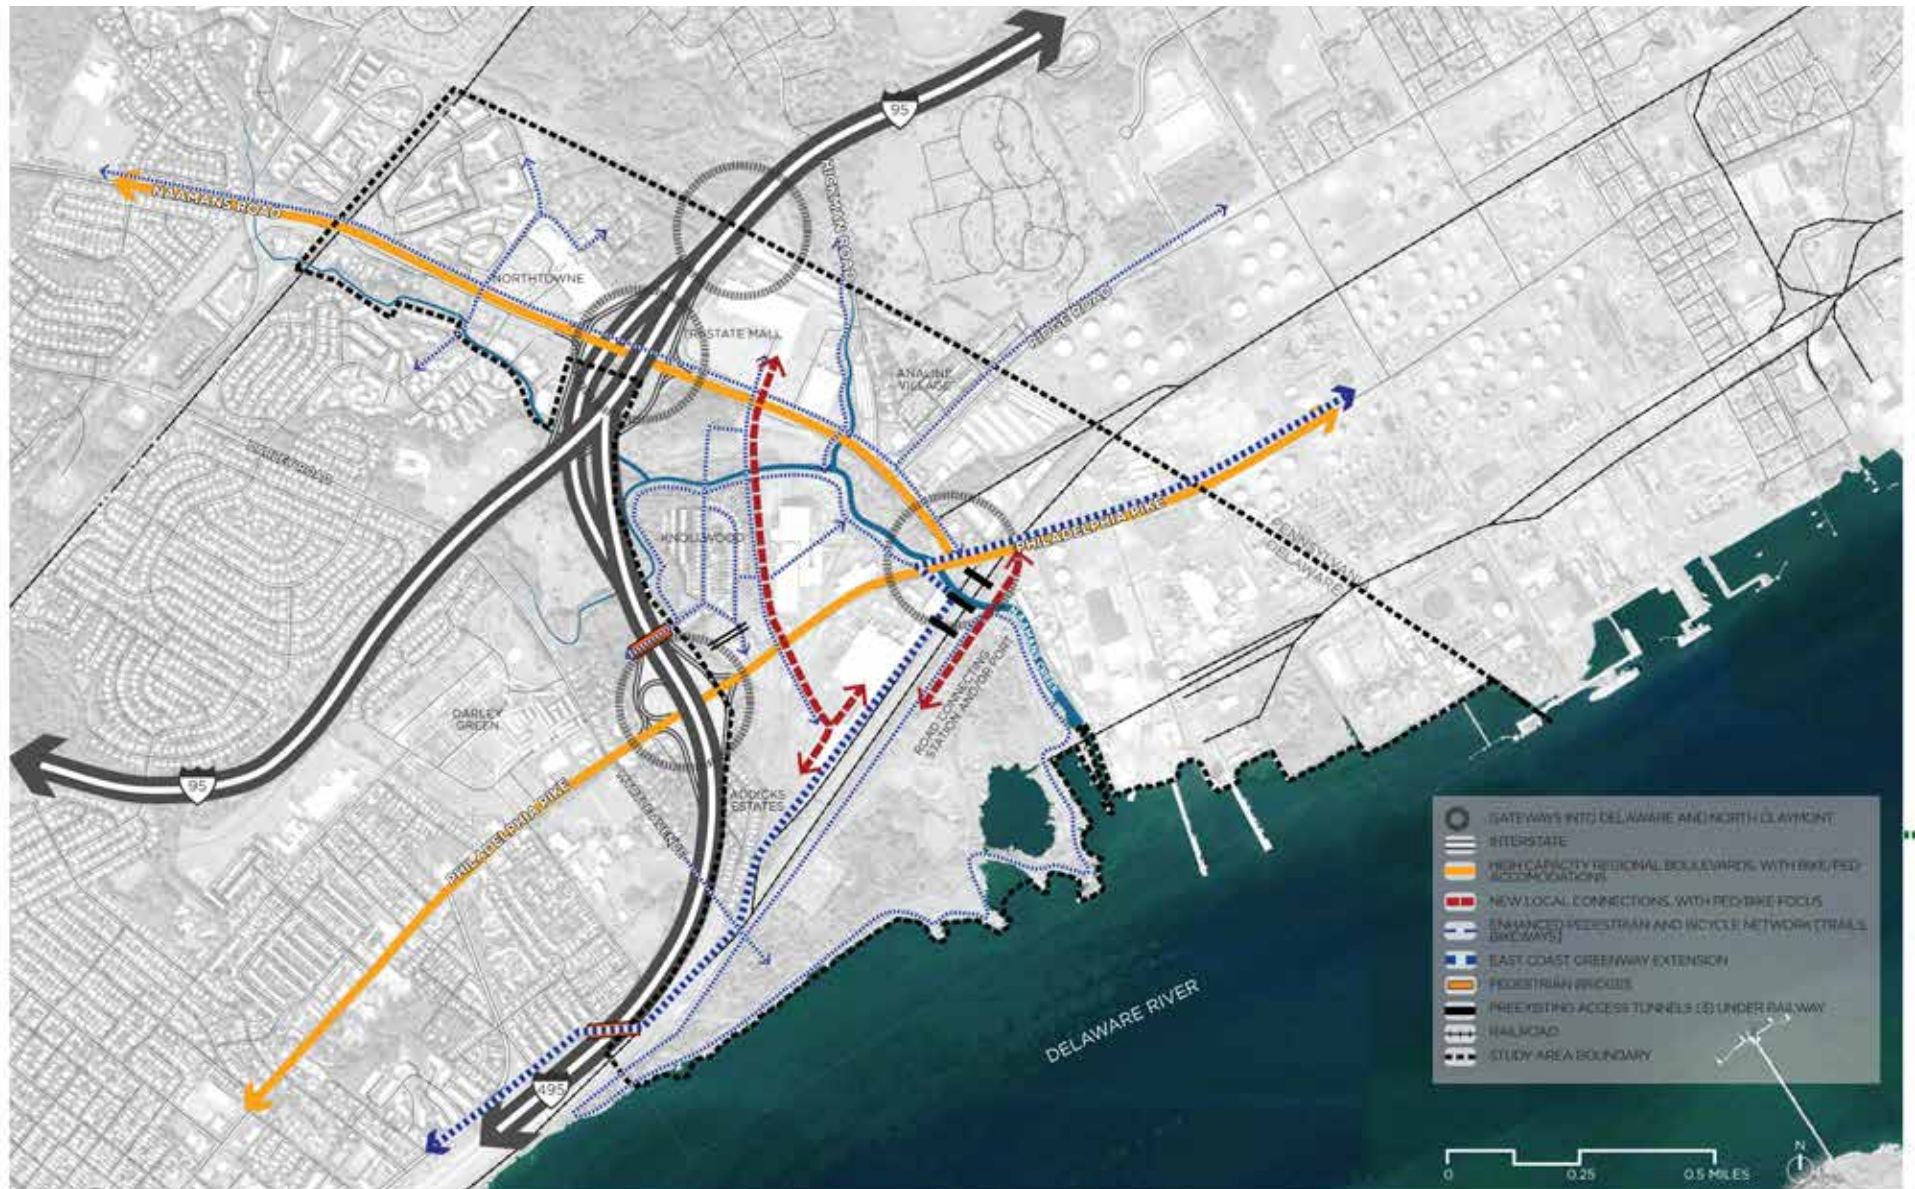 95
NAAMANS ROAD
HICKMAN ROAD
NORTHTOWNE
TRISTATE MALL
RIDGE ROAD
ANALINE
VILLAGE
PHILADELPHIA PIKE
PENNSYLVANIA
DELAWARE
KNOLLWOOD
NAAMANS CREEK
ROAD CONNECTING
STATION AND/OR PORT
DARLEY
GREEN
95
ADDICKS
ESTATES
PHILADELPHIA PIKE
DELAWARE RIVER
495
GATEWAYS INTO DELAWARE AND NORTH CLAYMONT
INTERSTATE
HIGH CAPACITY REGIONAL BOULEVARDS, WITH BIKE/PED
ACCOMODATIONS
NEW LOCAL CONNECTIONS, WITH PED/BIKE FOCUS
ENHANCED PEDESTRIAN AND BICYCLE NETWORK [TRAILS,
BIKEWAYS]
EAST COAST GREENWAY EXTENSION
PEDESTRIAN BRIDGES
PREEXISTING ACCESS TUNNELS (3) UNDER RAILWAY
RAILROAD
STUDY AREA BOUNDARY
N
0 0.25 0.5 MILES